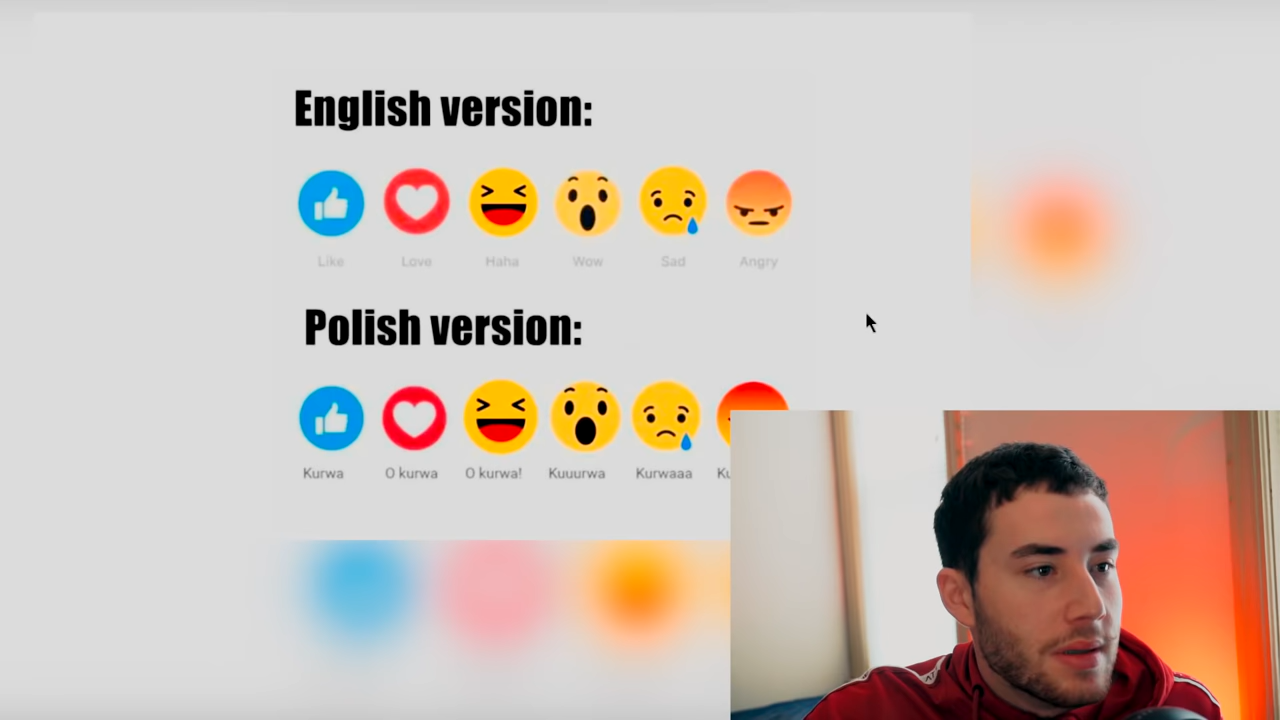 English version:
Like Love Haha Wow Sad Angry
Polish version:
Kurwa O kurwa O kurwa! Kuuurwa Kurwaaa